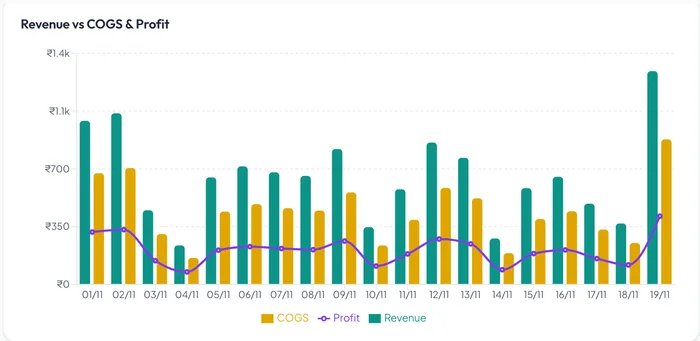 Revenue vs COGS & Profit
₹1.4k
₹1.1k
₹700
₹350
₹0
01/11 02/11 03/11 04/11 05/11 06/11 07/11 08/11 09/11 10/11 11/11 12/11 13/11 14/11 15/11 16/11 17/11 18/11 19/11
COGS Profit Revenue